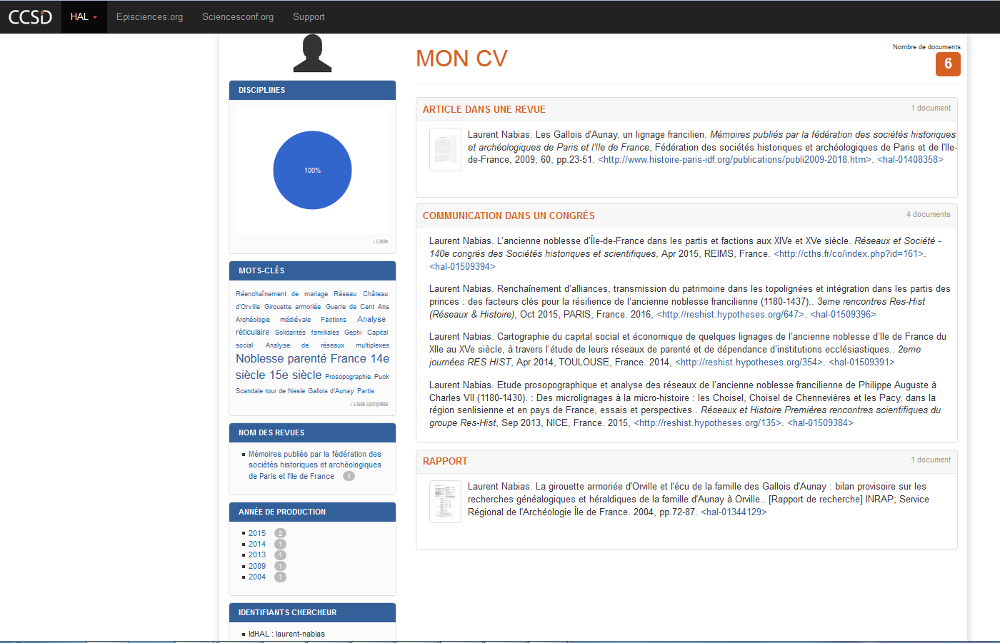 CCSD HAL Episciences.org Sciencesconf.org Support
DISCIPLINES
100%
› Liste
MOTS-CLÉS
Réenchaînement de mariage Réseau Château
d'Orville Girouette armoriée Guerre de Cent Ans
Archéologie médiévale Factions Analyse
réticulaire Solidarités familiales Gephi Capital
social Analyse de réseaux multiplexes
Noblesse parenté France 14e
siècle 15e siècle Prosopographie Puck
Scandale tour de Nesle Gallois d'Aunay Partis
› Liste complète
NOM DES REVUES
Mémoires publiés par la fédération des
sociétés historiques et archéologiques
de Paris et l'Ile de France 1
ANNÉE DE PRODUCTION
2015 2
2014 1
2013 1
2009 1
2004 1
IDENTIFIANTS CHERCHEUR
IdHAL : laurent-nabias
MON CV
Nombre de documents
6
ARTICLE DANS UNE REVUE
1 document
Laurent Nabias. Les Gallois d'Aunay, un lignage francilien. Mémoires publiés par la fédération des sociétés historiques
et archéologiques de Paris et l'Ile de France, Fédération des sociétés historiques et archéologiques de Paris et de l'Ile-
de-France, 2009, 60, pp.23-51. <http://www.histoire-paris-idf.org/publications/publi2009-2018.htm>. <hal-01408358>
COMMUNICATION DANS UN CONGRÈS
4 documents
Laurent Nabias. L’ancienne noblesse d’Île-de-France dans les partis et factions aux XIVe et XVe siècle. Réseaux et Société -
140e congrès des Sociétés historiques et scientifiques, Apr 2015, REIMS, France. <http://cths.fr/co/index.php?id=161>.
<hal-01509394>
Laurent Nabias. Renchaînement d’alliances, transmission du patrimoine dans les topolignées et intégration dans les partis des
princes : des facteurs clés pour la résilience de l’ancienne noblesse francilienne (1180-1437).. 3eme rencontres Res-Hist
(Réseaux & Histoire), Oct 2015, PARIS, France. 2016, <http://reshist.hypotheses.org/647>. <hal-01509396>
Laurent Nabias. Cartographie du capital social et économique de quelques lignages de l’ancienne noblesse d’Ile de France du
XIIe au XVe siècle, à travers l’étude de leurs réseaux de parenté et de dépendance d’institutions ecclésiastiques.. 2eme
journées RES HIST, Apr 2014, TOULOUSE, France. 2014, <http://reshist.hypotheses.org/354>. <hal-01509391>
Laurent Nabias. Etude prosopographique et analyse des réseaux de l’ancienne noblesse francilienne de Philippe Auguste à
Charles VII (1180-1430). : Des microlignages à la micro-histoire : les Choisel, Choisel de Chennevières et les Pacy, dans la
région senlisienne et en pays de France, essais et perspectives.. Réseaux et Histoire Premières rencontres scientifiques du
groupe Res-Hist, Sep 2013, NICE, France. 2015, <http://reshist.hypotheses.org/135>. <hal-01509384>
RAPPORT
1 document
Laurent Nabias. La girouette armoriée d'Orville et l'écu de la famille des Gallois d'Aunay : bilan provisoire sur les
recherches généalogiques et héraldiques de la famille d'Aunay à Orville.. [Rapport de recherche] INRAP; Service
Régional de l'Archéologie Île de France. 2004, pp.72-87. <hal-01344129>